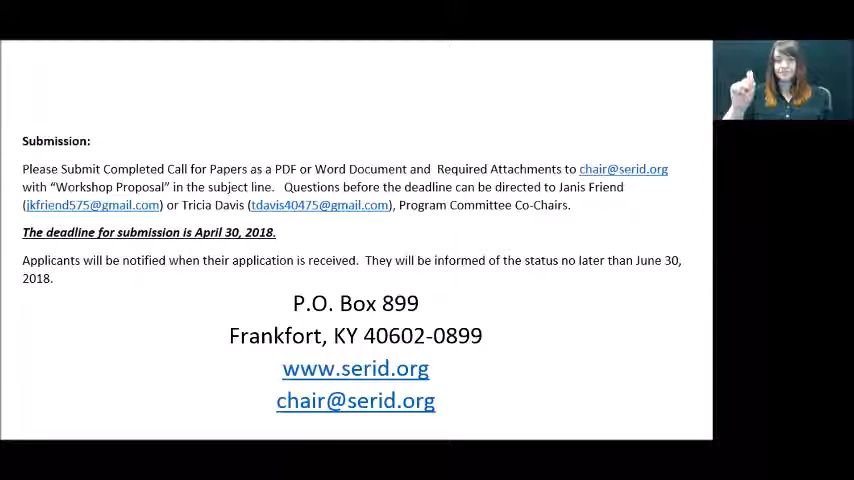 Submission:
Please Submit Completed Call for Papers as a PDF or Word Document and  Required Attachments to chair@serid.org
with “Workshop Proposal” in the subject line.   Questions before the deadline can be directed to Janis Friend
(jkfriend575@gmail.com) or Tricia Davis (tdavis40475@gmail.com), Program Committee Co-Chairs.
The deadline for submission is April 30, 2018.
Applicants will be notified when their application is received.  They will be informed of the status no later than June 30,
2018.
P.O. Box 899
Frankfort, KY 40602-0899
www.serid.org
chair@serid.org